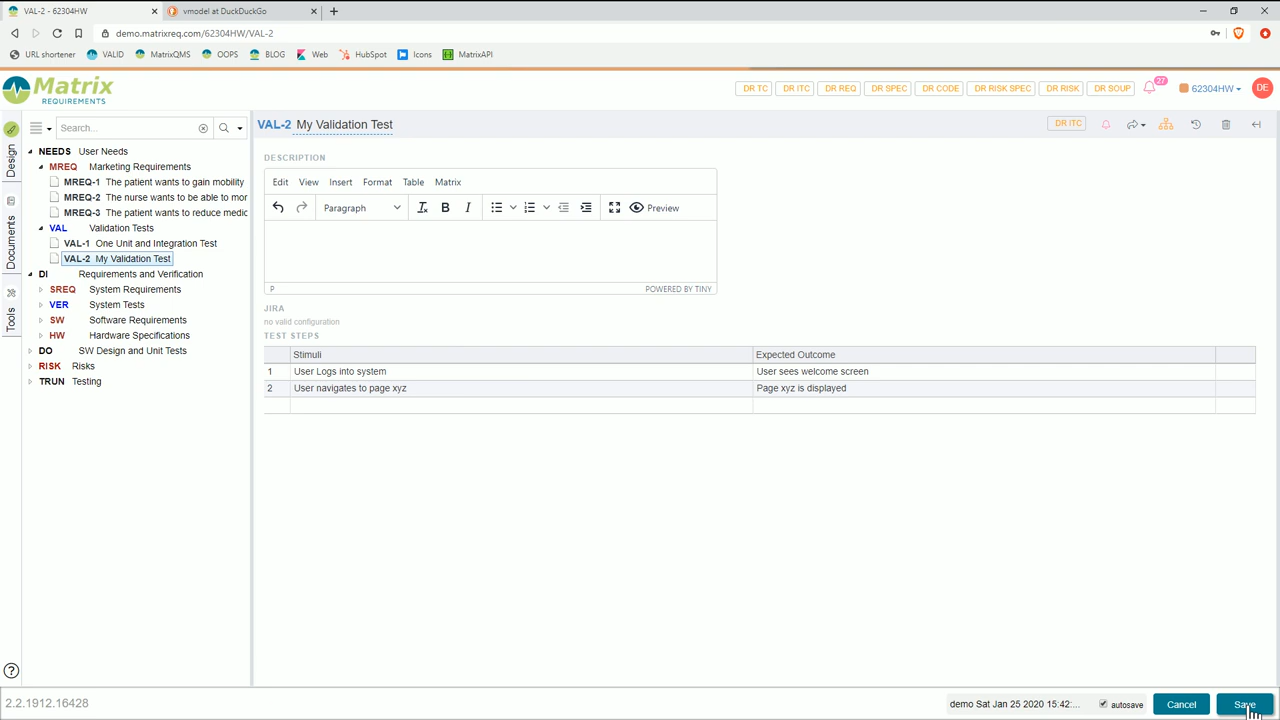 VAL-2 - 62304HW
vmodel at DuckDuckGo
demo.matrixreq.com/62304HW/VAL-2
URL shortener VALID MatrixQMS OOPS BLOG Web HubSpot Icons MatrixAPI
Matrix
REQUIREMENTS
DR TC DR ITC DR REQ DR SPEC DR CODE DR RISK SPEC DR RISK DR SOUP 27 62304HW DE
Design
Documents
Tools
Search...
NEEDS User Needs
MREQ Marketing Requirements
MREQ-1 The patient wants to gain mobility
MREQ-2 The nurse wants to be able to mor
MREQ-3 The patient wants to reduce medic
VAL Validation Tests
VAL-1 One Unit and Integration Test
VAL-2 My Validation Test
DI Requirements and Verification
SREQ System Requirements
VER System Tests
SW Software Requirements
HW Hardware Specifications
DO SW Design and Unit Tests
RISK Risks
TRUN Testing
VAL-2 My Validation Test
DR ITC
DESCRIPTION
Edit View Insert Format Table Matrix
Paragraph B I Preview
P POWERED BY TINY
JIRA
no valid configuration
TEST STEPS
Stimuli Expected Outcome
1 User Logs into system User sees welcome screen
2 User navigates to page xyz Page xyz is displayed
2.2.1912.16428
demo Sat Jan 25 2020 15:42:... autosave Cancel Save